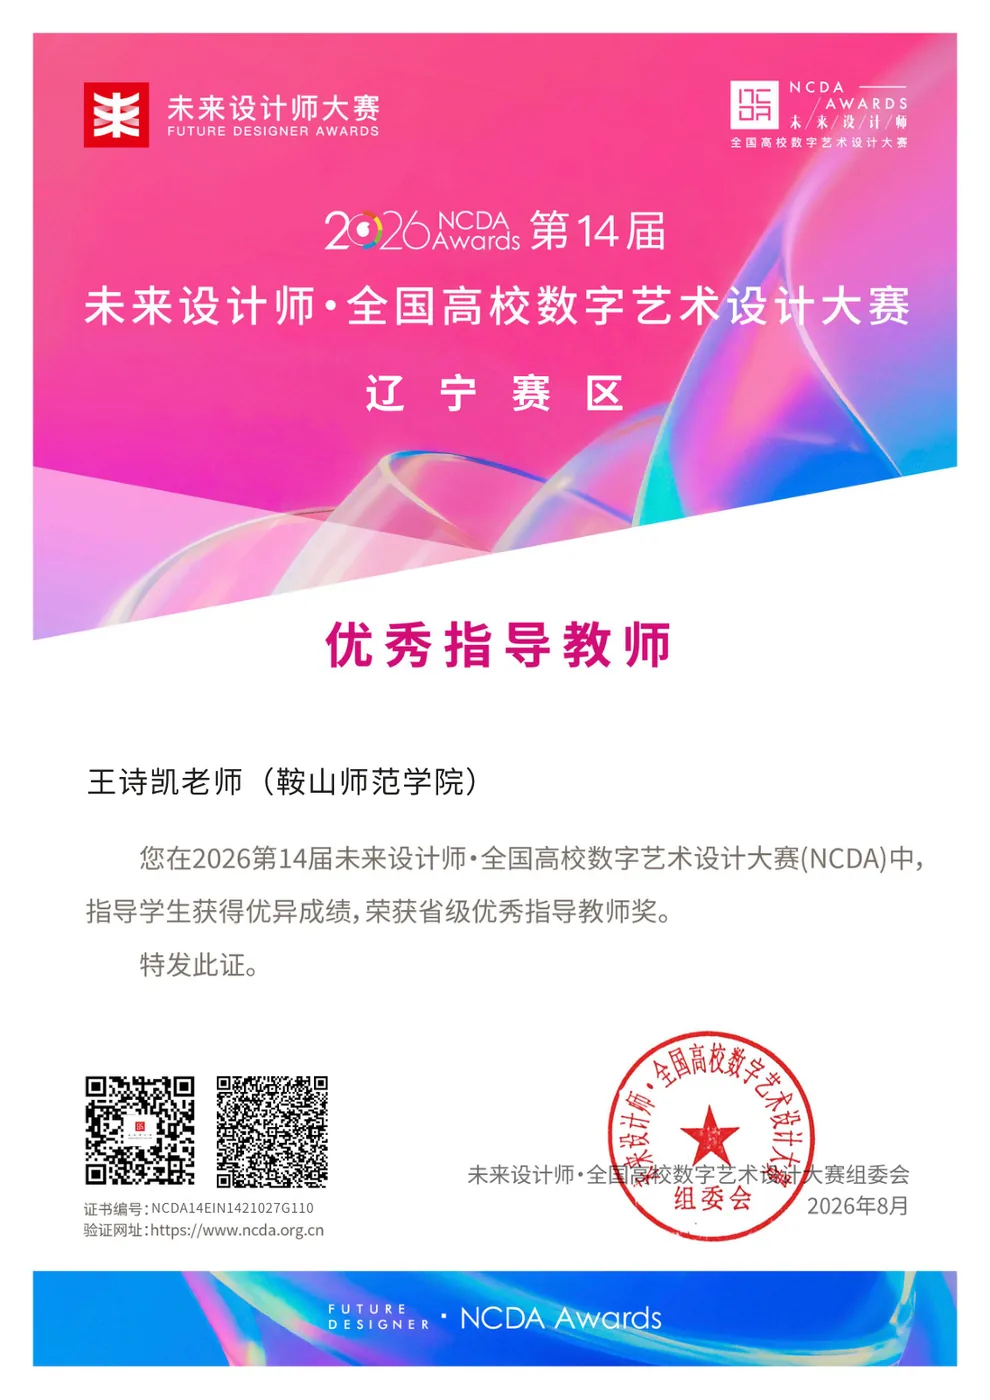 未来设计师大赛
FUTURE DESIGNER AWARDS
NCDA
AWARDS
未/来/设/计/师
全国高校数字艺术设计大赛
2026 NCDA Awards 第14届
未来设计师·全国高校数字艺术设计大赛
辽宁赛区
优秀指导教师
王诗凯老师（鞍山师范学院）
您在2026第14届未来设计师·全国高校数字艺术设计大赛(NCDA)中，
指导学生获得优异成绩，荣获省级优秀指导教师奖。
特发此证。
未来设计师·全国高校数字艺术设计大赛
组委会
未来设计师·全国高校数字艺术设计大赛组委会
2026年8月
证书编号：NCDA14EIN1421027G110
验证网址：https://www.ncda.org.cn
FUTURE DESIGNER · NCDA Awards